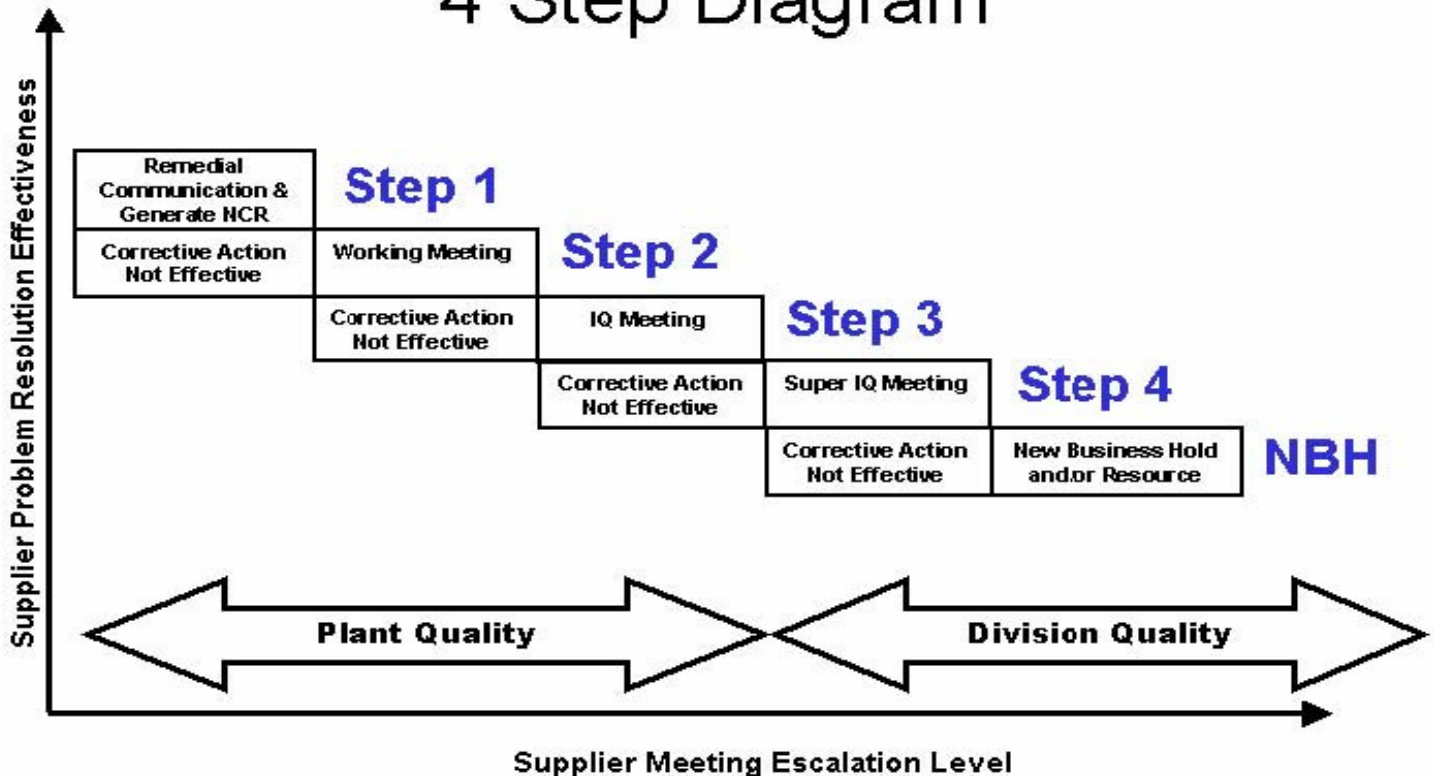 4 Step Diagram
Supplier Problem Resolution Effectiveness
Remedial
Communication &
Generate NCR
Step 1
Corrective Action
Not Effective
Working Meeting
Step 2
Corrective Action
Not Effective
IQ Meeting
Step 3
Corrective Action
Not Effective
Super IQ Meeting
Step 4
Corrective Action
Not Effective
New Business Hold
and/or Resource
NBH
Plant Quality
Division Quality
Supplier Meeting Escalation Level